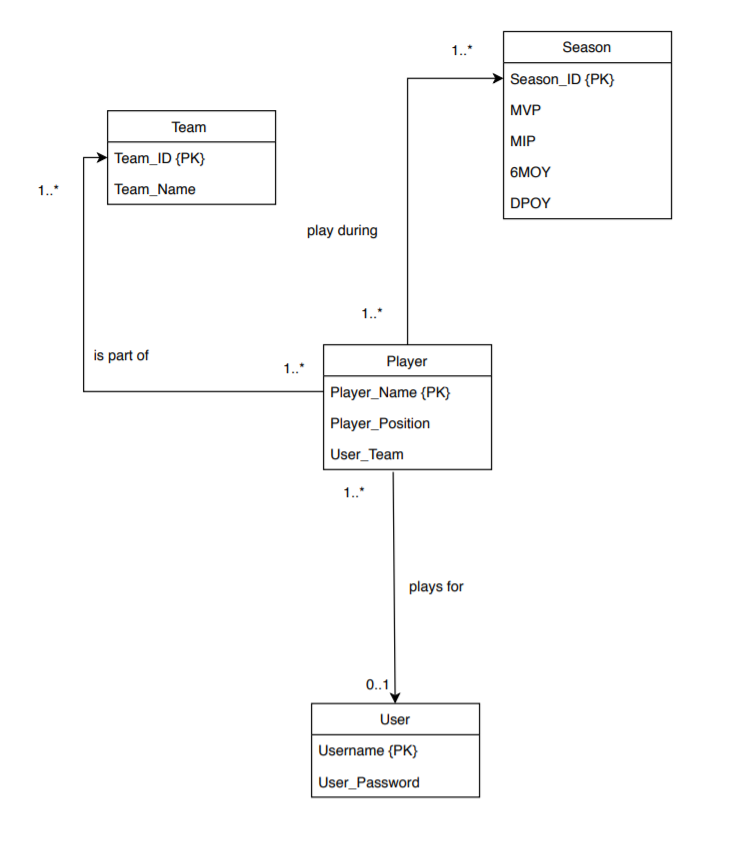 1..*
Season
Season_ID {PK}
MVP
MIP
6MOY
DPOY
Team
Team_ID {PK}
Team_Name
1..*
play during
1..*
is part of
1..*
Player
Player_Name {PK}
Player_Position
User_Team
1..*
plays for
0..1
User
Username {PK}
User_Password